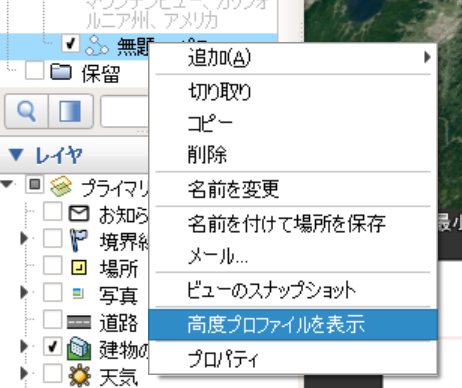 マウンテンビュー、カリフォ
ルニア州、アメリカ
無題
保留
追加(A)
切り取り
コピー
削除
名前を変更
名前を付けて場所を保存
メール...
ビューのスナップショット
高度プロファイルを表示
プロパティ
レイヤ
プライマリ
お知ら
境界線
場所
写真
道路
建物の
天気
最小